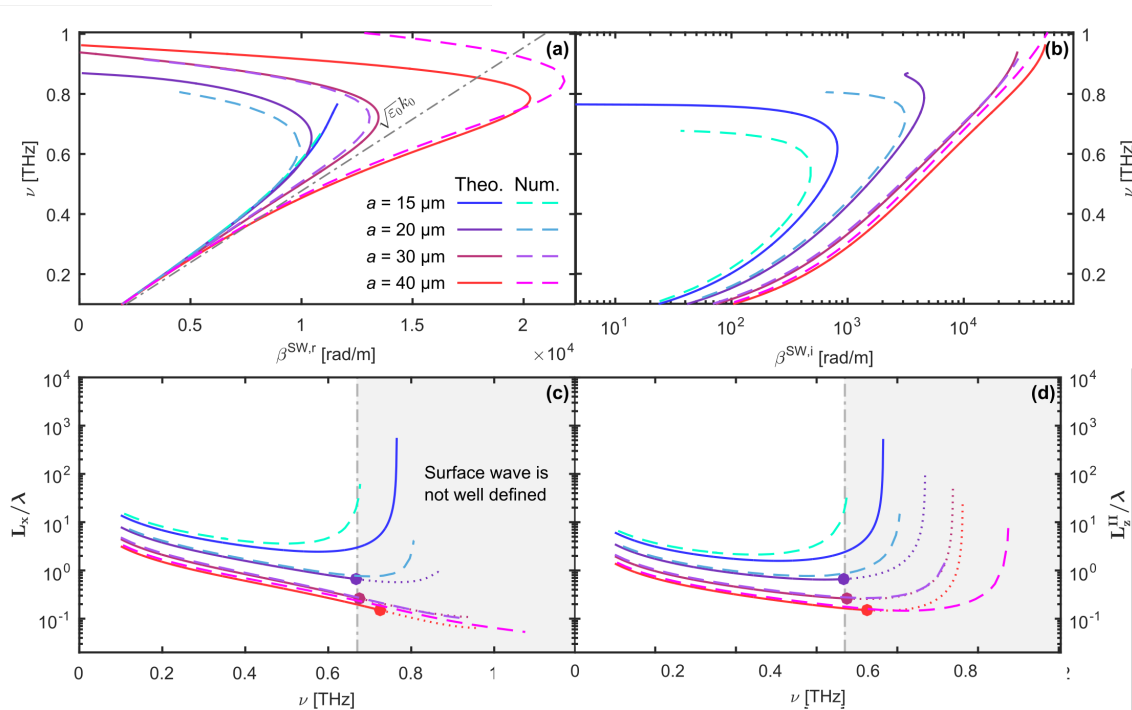 1
0.8
0.6
0.4
0.2
ν [THz]
(a)
√ε₀k₀
Theo. Num.
a = 15 µm
a = 20 µm
a = 30 µm
a = 40 µm
0 0.5 1 1.5 2
β^SW,r [rad/m]
× 10⁴
(b)
1
0.8
0.6
0.4
0.2
ν [THz]
10¹ 10² 10³ 10⁴
β^SW,i [rad/m]
10⁴
10³
10²
10¹
10⁰
10⁻¹
L_x/λ
(c)
Surface wave is
not well defined
0 0.2 0.4 0.6 0.8 1
ν [THz]
(d)
10⁴
10³
10²
10¹
10⁰
10⁻¹
L_z^II/λ
0 0.2 0.4 0.6 0.8
ν [THz]